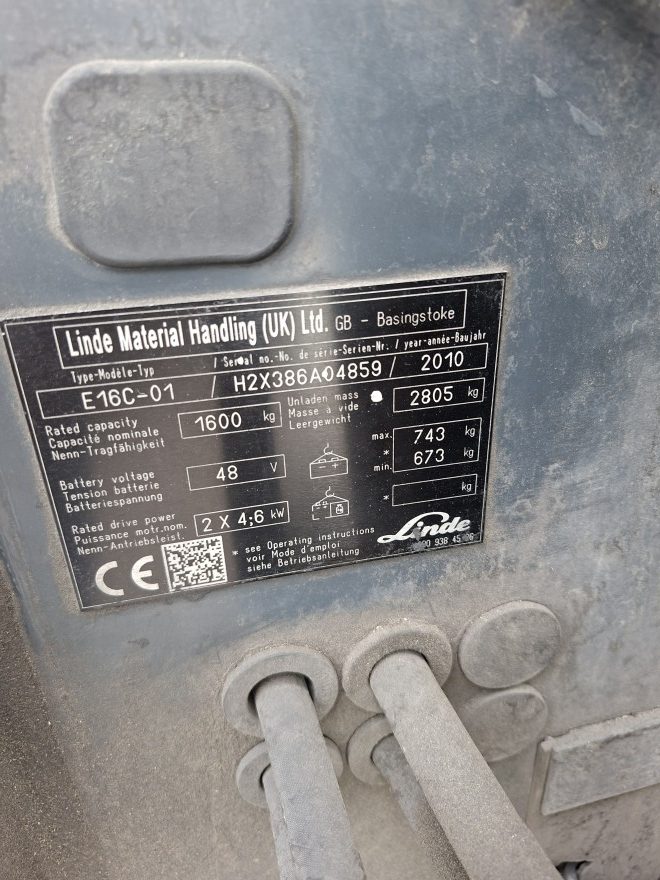 Linde Material Handling (UK) Ltd. GB - Basingstoke
Type-Modèle-Typ / Serial no.-No. de série-Serien-Nr. / year-année-Baujahr
E16C-01 / H2X386A04859 / 2010
Rated capacity
Capacité nominale
Nenn-Tragfähigkeit
1600 kg
Unladen mass
Masse à vide
Leergewicht
2805 kg
Battery voltage
Tension batterie
Batteriespannung
48 V
- +
max. 743 kg
*
min. 673 kg
Rated drive power
Puissance motr.nom.
Nenn-Antriebsleist.
2 X 4;6 kW
* kg
CE
* see Operating instructions
voir Mode d'emploi
siehe Betriebsanleitung
Linde
938 45